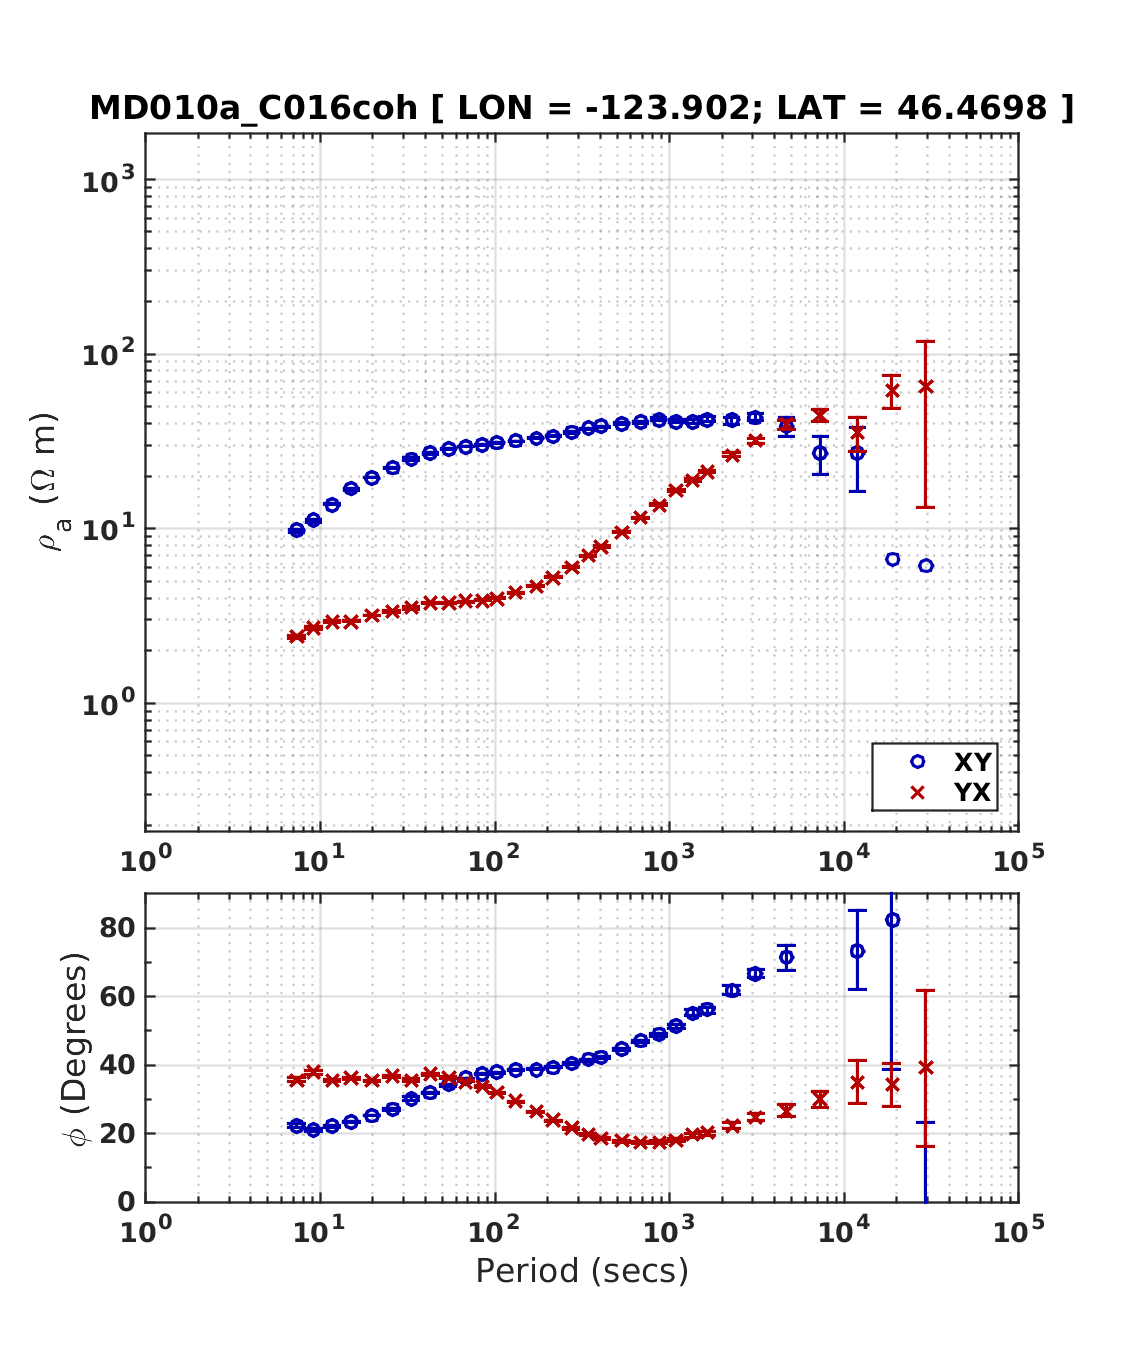 MD010a_C016coh [ LON = -123.902; LAT = 46.4698 ]
10³
10²
10¹
10⁰
ρ a (Ω m)
XY
YX
10⁰ 10¹ 10² 10³ 10⁴ 10⁵
80
60
40
20
0
ϕ (Degrees)
10⁰ 10¹ 10² 10³ 10⁴ 10⁵
Period (secs)